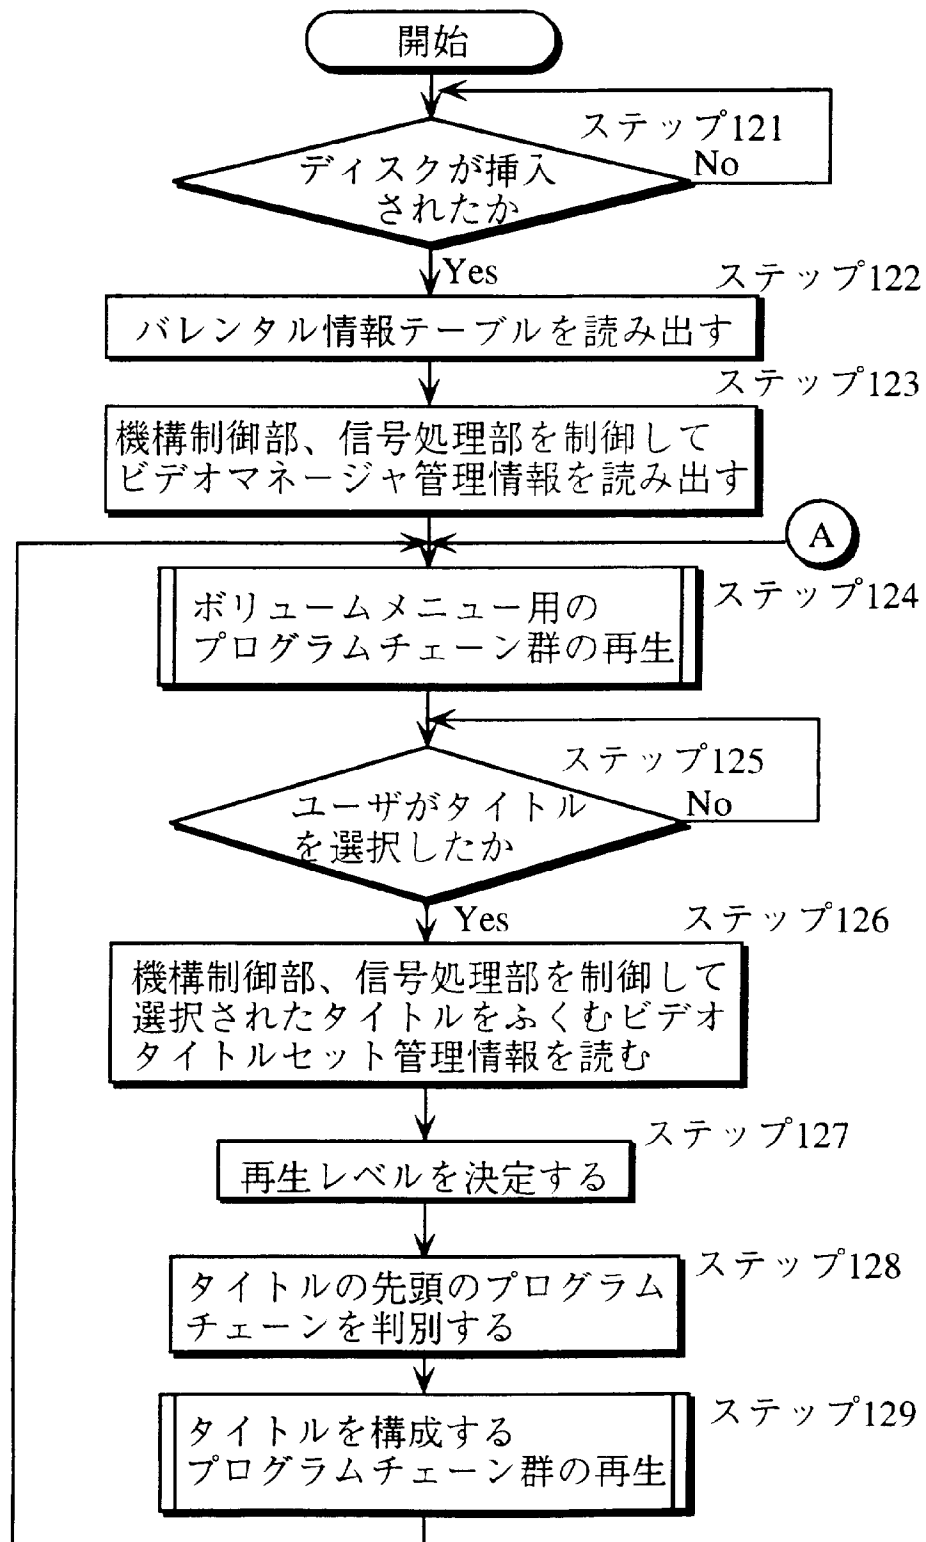 開始
ステップ121
No
ディスクが挿入
されたか
Yes
ステップ122
バレンタル情報テーブルを読み出す
ステップ123
機構制御部、信号処理部を制御して
ビデオマネージャ管理情報を読み出す
A
ステップ124
ボリュームメニュー用の
プログラムチェーン群の再生
ステップ125
No
ユーザがタイトル
を選択したか
Yes
ステップ126
機構制御部、信号処理部を制御して
選択されたタイトルをふくむビデオ
タイトルセット管理情報を読む
ステップ127
再生レベルを決定する
ステップ128
タイトルの先頭のプログラム
チェーンを判別する
ステップ129
タイトルを構成する
プログラムチェーン群の再生